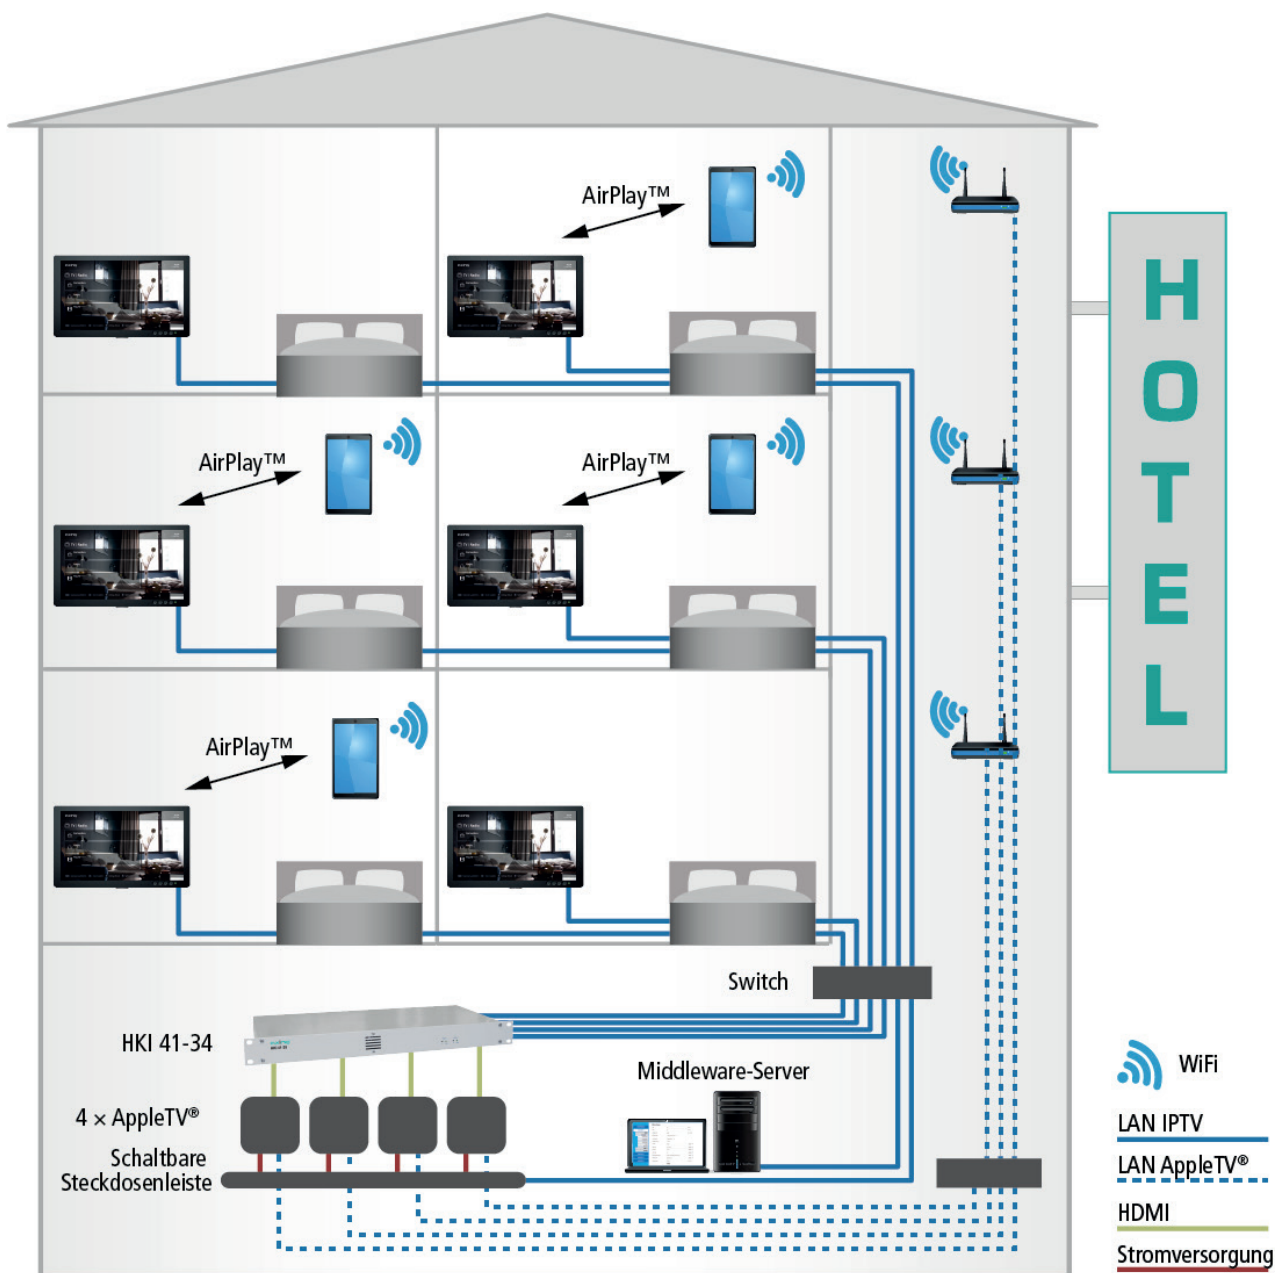 AirPlay™
AirPlay™
AirPlay™
AirPlay™
HOTEL
Switch
HKI 41-34
Middleware-Server
4 × AppleTV®
Schaltbare
Steckdosenleiste
WiFi
LAN IPTV
LAN AppleTV®
HDMI
Stromversorgung